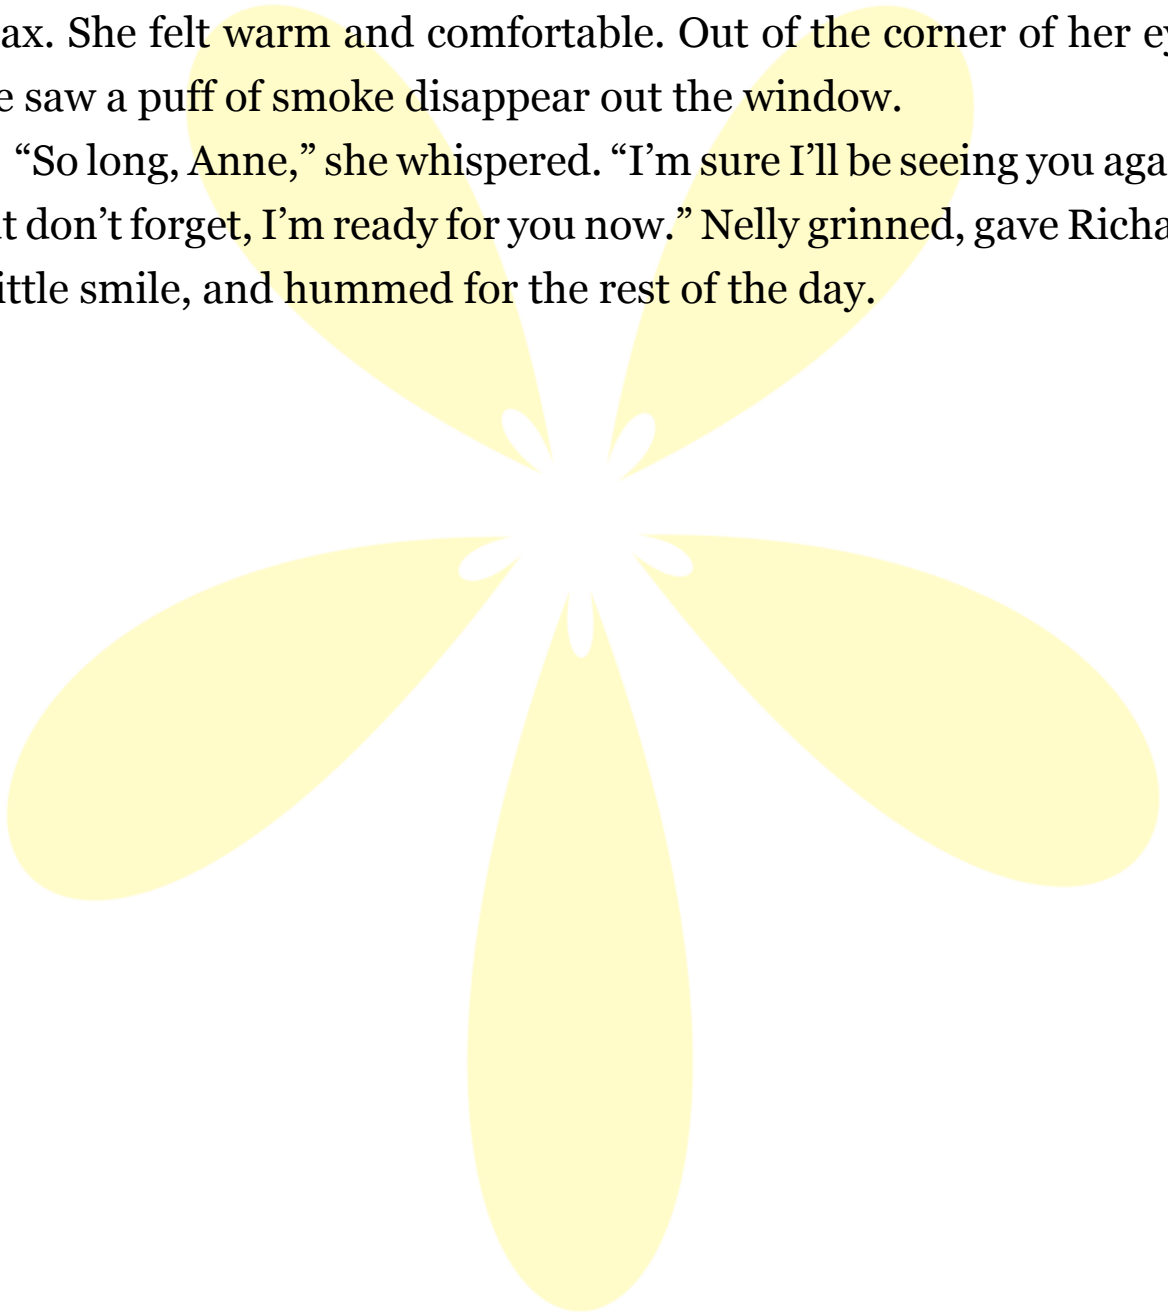 ax. She felt warm and comfortable. Out of the corner of her ey
e saw a puff of smoke disappear out the window.
“So long, Anne,” she whispered. “I’m sure I’ll be seeing you aga
t don’t forget, I’m ready for you now.” Nelly grinned, gave Richa
ittle smile, and hummed for the rest of the day.